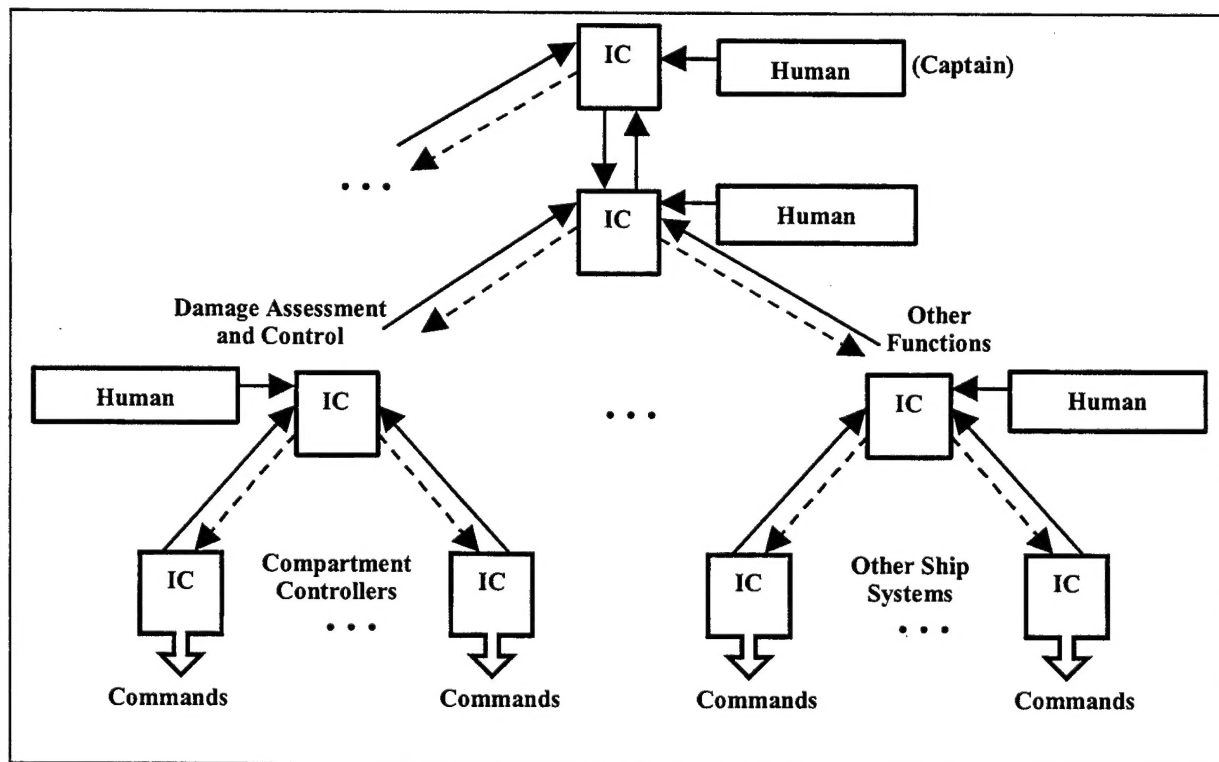 IC
Human
(Captain)
• • •
IC
Human
Damage Assessment
and Control
Other
Functions
Human
IC
• • •
IC
Human
IC
Compartment
Controllers
• • •
IC
IC
Other Ship
Systems
• • •
IC
Commands
Commands
Commands
Commands